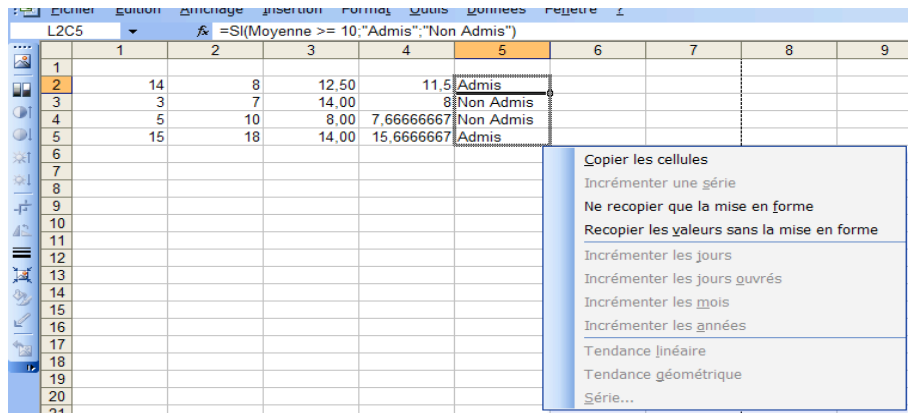 Fichier Edition Affichage Insertion Format Outils Données Fenêtre ?
L2C5 fx =SI(Moyenne >= 10;"Admis";"Non Admis")
1 2 3 4 5 6 7 8 9
1
2 14 8 12,50 11,5 Admis
3 3 7 14,00 8 Non Admis
4 5 10 8,00 7,66666667 Non Admis
5 15 18 14,00 15,6666667 Admis
6
7
8
9
10
11
12
13
14
15
16
17
18
19
20
21
Copier les cellules
Incrémenter une série
Ne recopier que la mise en forme
Recopier les valeurs sans la mise en forme
Incrémenter les jours
Incrémenter les jours ouvrés
Incrémenter les mois
Incrémenter les années
Tendance linéaire
Tendance géométrique
Série...